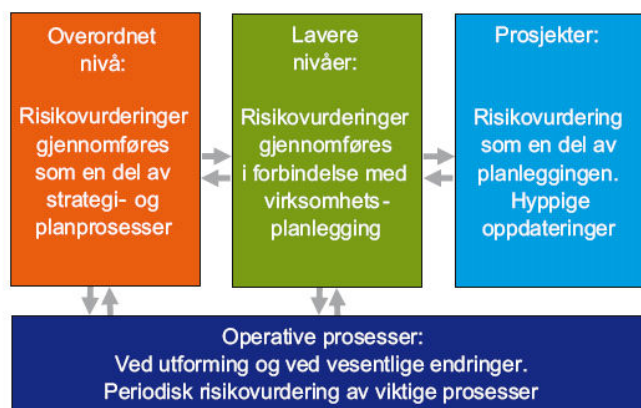 Overordnet
nivå:
Risikovurderinger
gjennomføres
som en del av
strategi- og
planprosesser
Lavere
nivåer:
Risikovurderinger
gjennomføres
i forbindelse med
virksomhets-
planlegging
Prosjekter:
Risikovurdering
som en del av
planleggingen.
Hyppige
oppdateringer
Operative prosesser:
Ved utforming og ved vesentlige endringer.
Periodisk risikovurdering av viktige prosesser